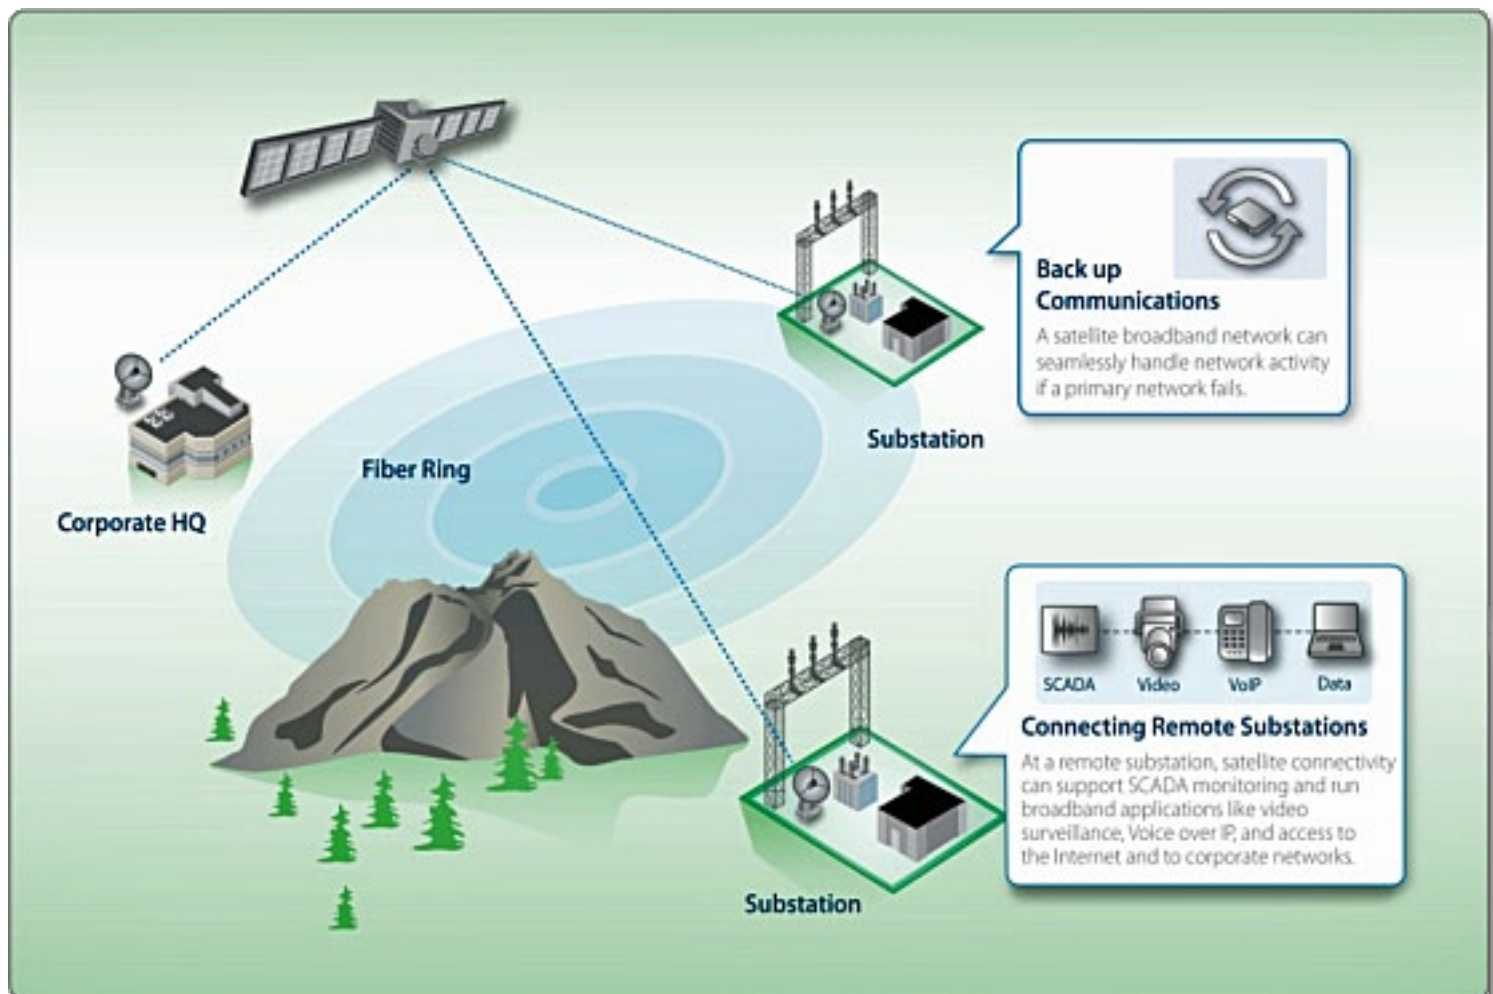 Back up
Communications
A satellite broadband network can
seamlessly handle network activity
if a primary network fails.
Substation
Fiber Ring
Corporate HQ
SCADA
Video
VoIP
Data
Connecting Remote Substations
At a remote substation, satellite connectivity
can support SCADA monitoring and run
broadband applications like video
surveillance, Voice over IP, and access to
the Internet and to corporate networks.
Substation